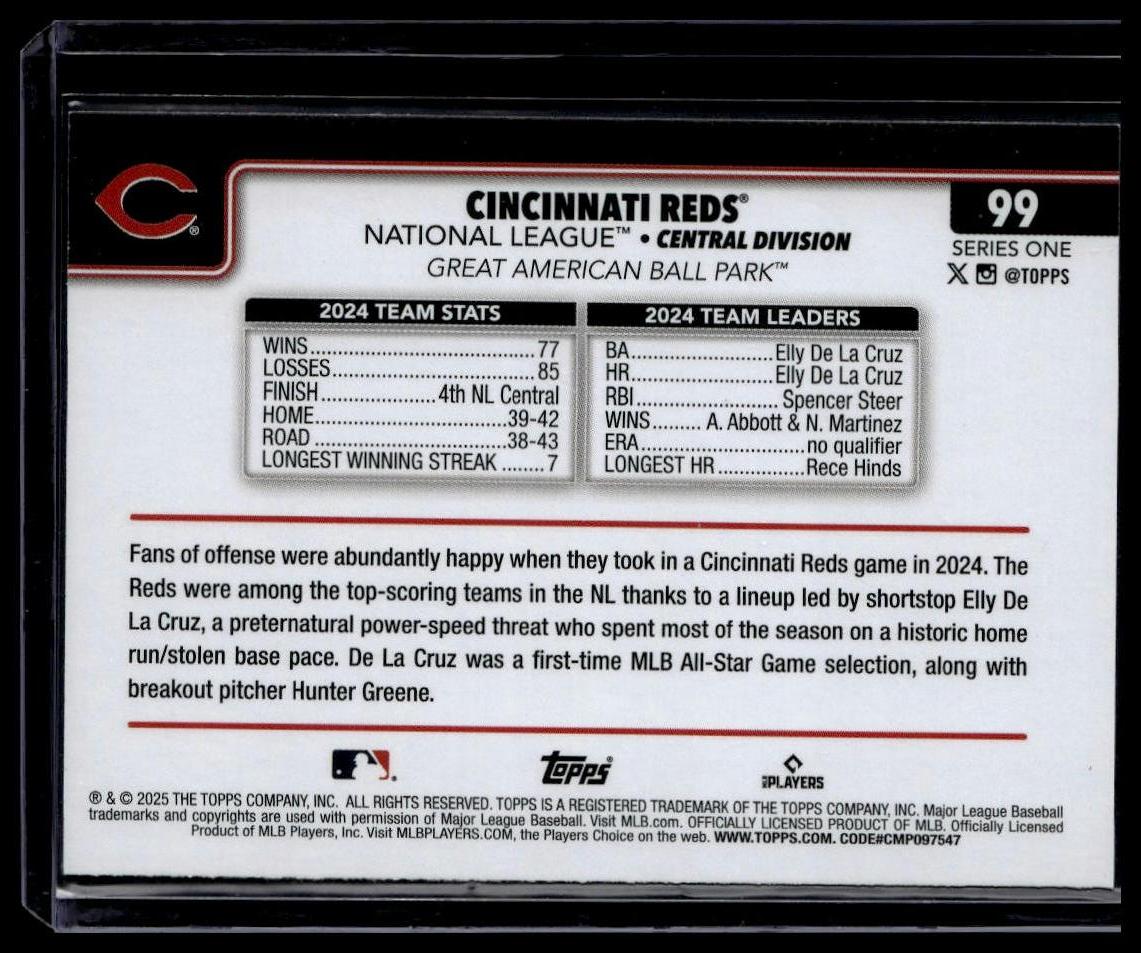 CINCINNATI REDS®
99
NATIONAL LEAGUE™ • CENTRAL DIVISION
SERIES ONE
GREAT AMERICAN BALL PARK™
X @TOPPS
C®
2024 TEAM STATS
WINS..........................................77
LOSSES......................................85
FINISH....................4th NL Central
HOME...................................39-42
ROAD...................................38-43
LONGEST WINNING STREAK ........7
2024 TEAM LEADERS
BA.........................Elly De La Cruz
HR.........................Elly De La Cruz
RBI......................... Spencer Steer
WINS......... A. Abbott & N. Martinez
ERA.............................no qualifier
LONGEST HR...............Rece Hinds
Fans of offense were abundantly happy when they took in a Cincinnati Reds game in 2024. The
Reds were among the top-scoring teams in the NL thanks to a lineup led by shortstop Elly De
La Cruz, a preternatural power-speed threat who spent most of the season on a historic home
run/stolen base pace. De La Cruz was a first-time MLB All-Star Game selection, along with
breakout pitcher Hunter Greene.
Topps®
PLAYERS
® & © 2025 THE TOPPS COMPANY, INC. ALL RIGHTS RESERVED. TOPPS IS A REGISTERED TRADEMARK OF THE TOPPS COMPANY, INC. Major League Baseball
trademarks and copyrights are used with permission of Major League Baseball. Visit MLB.com. OFFICIALLY LICENSED PRODUCT OF MLB. Officially Licensed
Product of MLB Players, Inc. Visit MLBPLAYERS.COM, the Players Choice on the web. WWW.TOPPS.COM. CODE#CMP097547